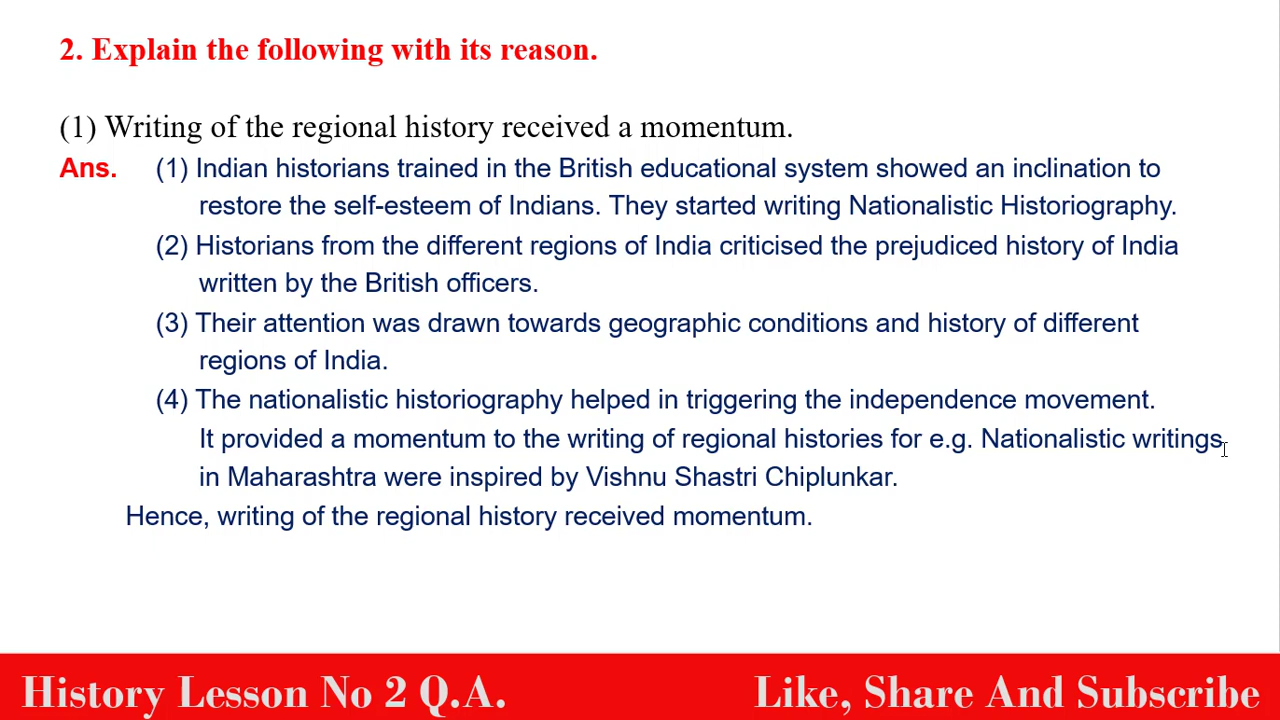 2. Explain the following with its reason.
(1) Writing of the regional history received a momentum.
Ans. (1) Indian historians trained in the British educational system showed an inclination to
restore the self-esteem of Indians. They started writing Nationalistic Historiography.
(2) Historians from the different regions of India criticised the prejudiced history of India
written by the British officers.
(3) Their attention was drawn towards geographic conditions and history of different
regions of India.
(4) The nationalistic historiography helped in triggering the independence movement.
It provided a momentum to the writing of regional histories for e.g. Nationalistic writings
in Maharashtra were inspired by Vishnu Shastri Chiplunkar.
Hence, writing of the regional history received momentum.
History Lesson No 2 Q.A.
Like, Share And Subscribe